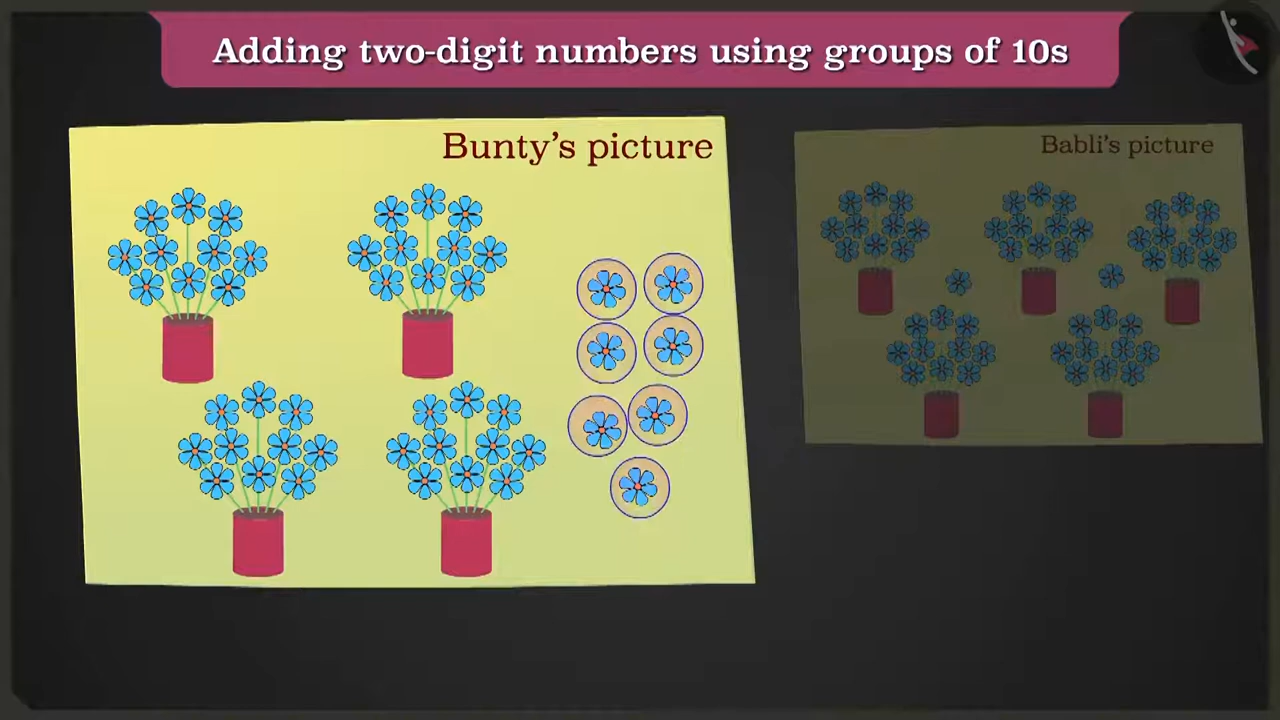 Adding two-digit numbers using groups of 10s
Bunty's picture
Babli's picture